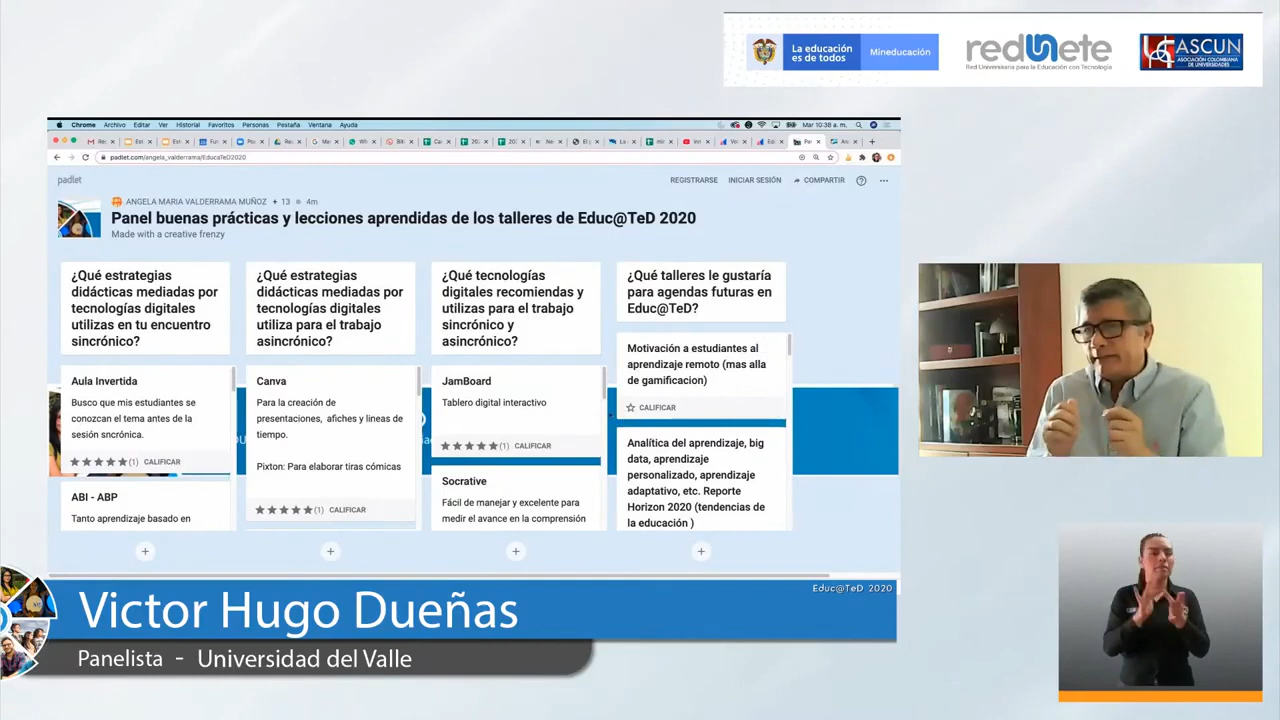 La educación
es de todos
Mineducación
redunete
Red Universitaria para la Educación con Tecnología
ASCUN
ASOCIACIÓN COLOMBIANA
DE UNIVERSIDADES
Chrome Archivo Editar Ver Historial Favoritos Personas Pestaña Ventana Ayuda
Mar 10:38 a. m.
padlet.com/angela_valderrama/EducaTeD2020
padlet
REGISTRARSE INICIAR SESIÓN COMPARTIR
ANGELA MARIA VALDERRAMA MUÑOZ + 13 4m
Panel buenas prácticas y lecciones aprendidas de los talleres de Educ@TeD 2020
Made with a creative frenzy
¿Qué estrategias
didácticas mediadas por
tecnologías digitales
utilizas en tu encuentro
sincrónico?
Aula Invertida
Busco que mis estudiantes se
conozcan el tema antes de la
sesión sncrónica.
(1) CALIFICAR
ABI - ABP
Tanto aprendizaje basado en
¿Qué estrategias
didácticas mediadas por
tecnologías digitales
utiliza para el trabajo
asincrónico?
Canva
Para la creación de
presentaciones, afiches y lineas de
tiempo.
Pixton: Para elaborar tiras cómicas
(1) CALIFICAR
¿Qué tecnologías
digitales recomiendas y
utilizas para el trabajo
sincrónico y
asincrónico?
JamBoard
Tablero digital interactivo
(1) CALIFICAR
Socrative
Fácil de manejar y excelente para
medir el avance en la comprensión
¿Qué talleres le gustaría
para agendas futuras en
Educ@TeD?
Motivación a estudiantes al
aprendizaje remoto (mas alla
de gamificacion)
CALIFICAR
Analítica del aprendizaje, big
data, aprendizaje
personalizado, aprendizaje
adaptativo, etc. Reporte
Horizon 2020 (tendencias de
la educación )
Educ@TeD 2020
Victor Hugo Dueñas
Panelista - Universidad del Valle